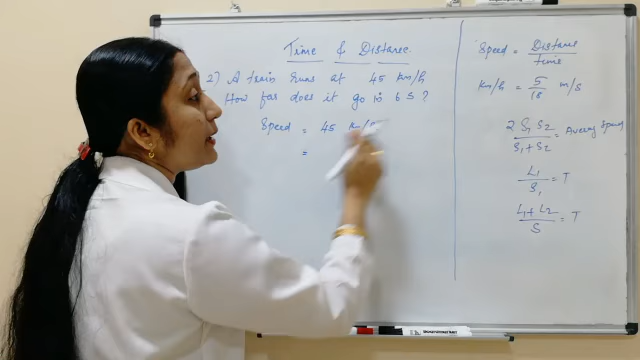 Time & Distance
2) A train runs at 45 km/h
How far does it go in 6 s?
Speed = 45
=
Speed = Distance / time
Km/h = 5/18 m/s
2 S1 S2 / S1 + S2 = Average Speed
L1 / S1 = T
L1 + L2 / S = T